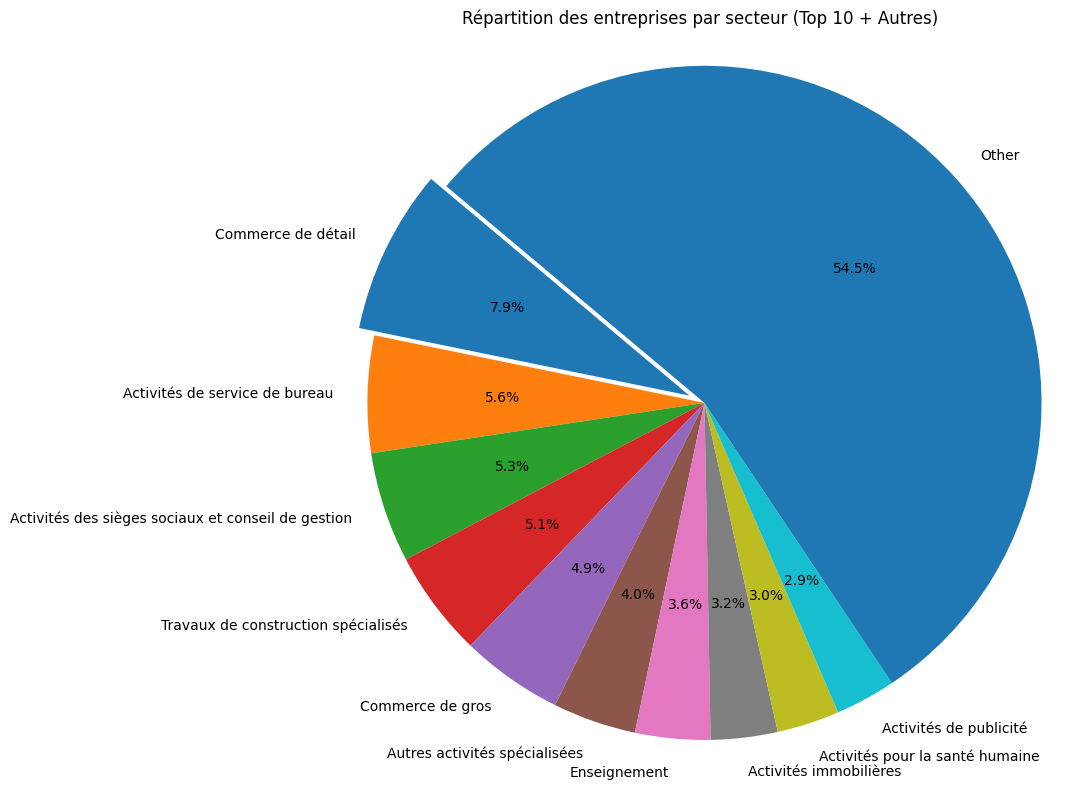 Répartition des entreprises par secteur (Top 10 + Autres)
Other
54.5%
Commerce de détail
7.9%
Activités de service de bureau
5.6%
Activités des sièges sociaux et conseil de gestion
5.3%
Travaux de construction spécialisés
5.1%
Commerce de gros
4.9%
Autres activités spécialisées
4.0%
Enseignement
3.6%
Activités immobilières
3.2%
Activités pour la santé humaine
3.0%
Activités de publicité
2.9%